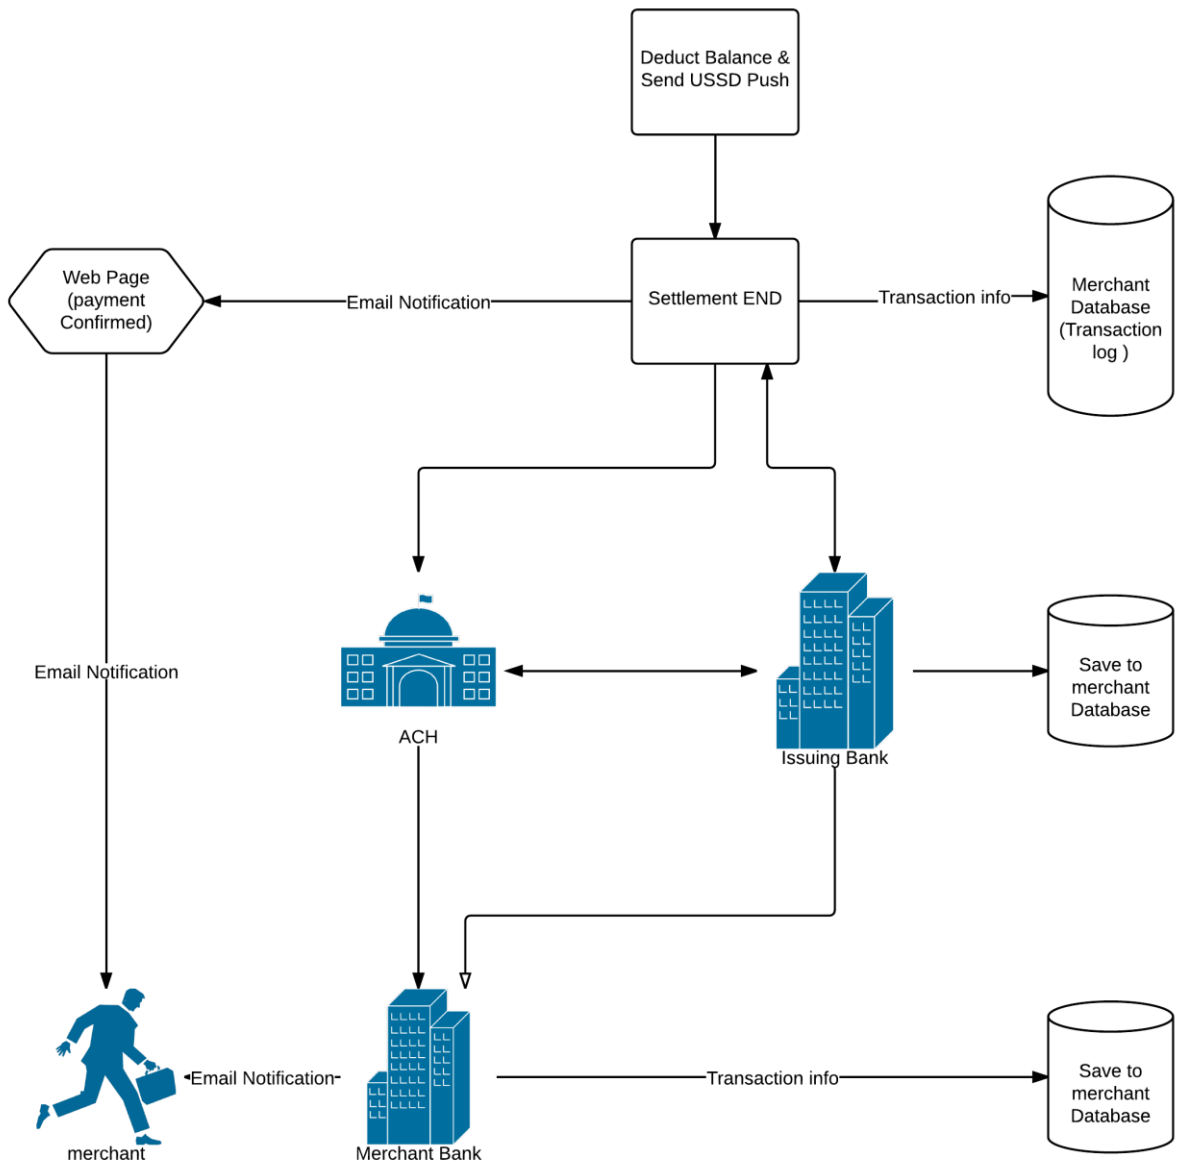 Deduct Balance &
Send USSD Push
Web Page
(payment
Confirmed)
Email Notification
Settlement END
Transaction info
Merchant
Database
(Transaction
log )
Email Notification
ACH
Issuing Bank
Save to
merchant
Database
Email Notification
Transaction info
Save to
merchant
Database
merchant
Merchant Bank